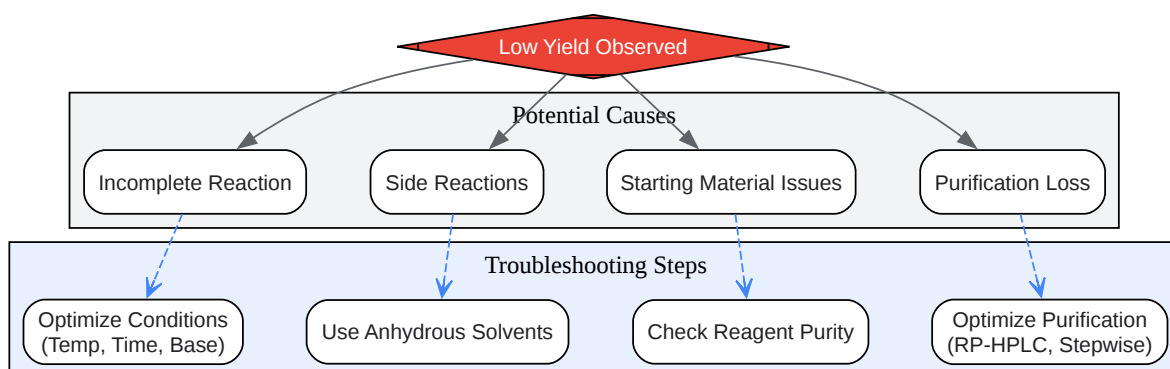 Low Yield Observed
Potential Causes
Incomplete Reaction
Side Reactions
Starting Material Issues
Purification Loss
Troubleshooting Steps
Optimize Conditions
(Temp, Time, Base)
Use Anhydrous Solvents
Check Reagent Purity
Optimize Purification
(RP-HPLC, Stepwise)